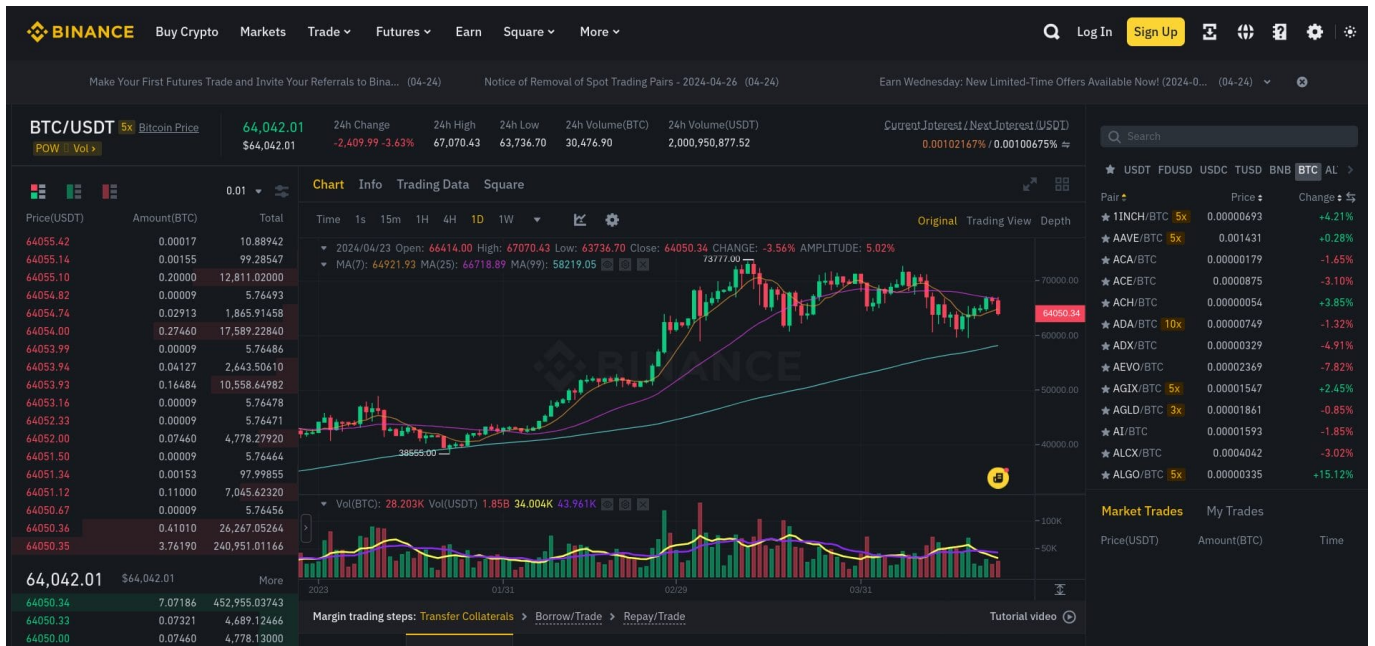 BINANCE Buy Crypto Markets Trade Futures Earn Square More Log In Sign Up
Make Your First Futures Trade and Invite Your Referrals to Bina... (04-24) Notice of Removal of Spot Trading Pairs - 2024-04-26 (04-24) Earn Wednesday: New Limited-Time Offers Available Now! (2024-0... (04-24)
BTC/USDT 5x Bitcoin Price
POW Vol >
64,042.01
$64,042.01
24h Change
-2,409.99 -3.63%
24h High
67,070.43
24h Low
63,736.70
24h Volume(BTC)
30,476.90
24h Volume(USDT)
2,000,950,877.52
Current Interest / Next Interest (USDT)
0.00102167% / 0.00100675%
0.01
Price(USDT) Amount(BTC) Total
64055.42 0.00017 10.88942
64055.14 0.00155 99.28547
64055.10 0.20000 12,811.02000
64054.82 0.00009 5.76493
64054.74 0.02913 1,865.91458
64054.00 0.27460 17,589.22840
64053.99 0.00009 5.76486
64053.94 0.04127 2,643.50610
64053.93 0.16484 10,558.64982
64053.16 0.00009 5.76478
64052.33 0.00009 5.76471
64052.00 0.07460 4,778.27920
64051.50 0.00009 5.76464
64051.34 0.00153 97.99855
64051.12 0.11000 7,045.62320
64050.67 0.00009 5.76456
64050.36 0.41010 26,267.05264
64050.35 3.76190 240,951.01166
64,042.01 $64,042.01 More
64050.34 7.07186 452,955.03743
64050.33 0.07321 4,689.12466
64050.00 0.07460 4,778.13000
Chart Info Trading Data Square
Time 1s 15m 1H 4H 1D 1W Original Trading View Depth
2024/04/23 Open: 66414.00 High: 67070.43 Low: 63736.70 Close: 64050.34 CHANGE: -3.56% AMPLITUDE: 5.02%
MA(7): 64921.93 MA(25): 66718.89 MA(99): 58219.05
73777.00
70000.00
64050.34
60000.00
BINANCE
50000.00
40000.00
38555.00
Vol(BTC): 28.203K Vol(USDT) 1.85B 34.004K 43.961K
100K
50K
2023 01/31 02/29 03/31
Margin trading steps: Transfer Collaterals > Borrow/Trade > Repay/Trade Tutorial video
Search
USDT FDUSD USDC TUSD BNB BTC AL
Pair Price Change
1INCH/BTC 5x 0.00000693 +4.21%
AAVE/BTC 5x 0.001431 +0.28%
ACA/BTC 0.00000179 -1.65%
ACE/BTC 0.0000875 -3.10%
ACH/BTC 0.00000054 +3.85%
ADA/BTC 10x 0.00000749 -1.32%
ADX/BTC 0.00000329 -4.91%
AEVO/BTC 0.00002369 -7.82%
AGIX/BTC 5x 0.00001547 +2.45%
AGLD/BTC 3x 0.00001861 -0.85%
AI/BTC 0.00001593 -1.85%
ALCX/BTC 0.0004042 -3.02%
ALGO/BTC 5x 0.00000335 +15.12%
Market Trades My Trades
Price(USDT) Amount(BTC) Time